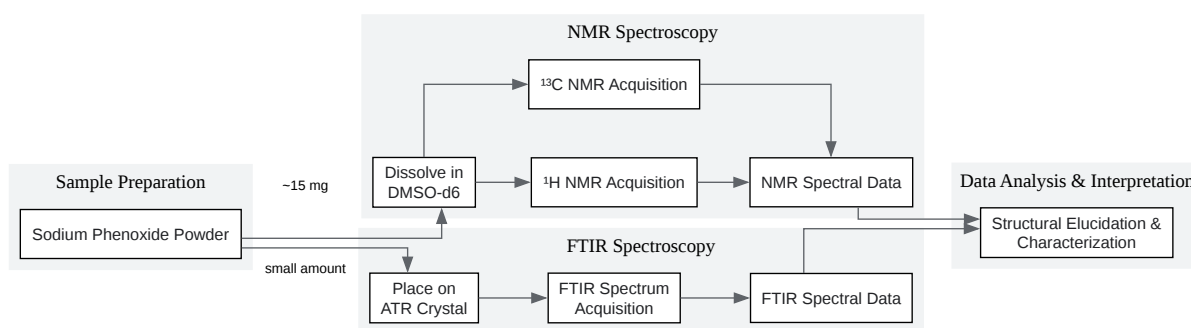 NMR Spectroscopy
¹³C NMR Acquisition
Sample Preparation
~15 mg
Dissolve in
DMSO-d6
¹H NMR Acquisition
NMR Spectral Data
Data Analysis & Interpretation
Sodium Phenoxide Powder
Structural Elucidation &
Characterization
FTIR Spectroscopy
small amount
Place on
ATR Crystal
FTIR Spectrum
Acquisition
FTIR Spectral Data